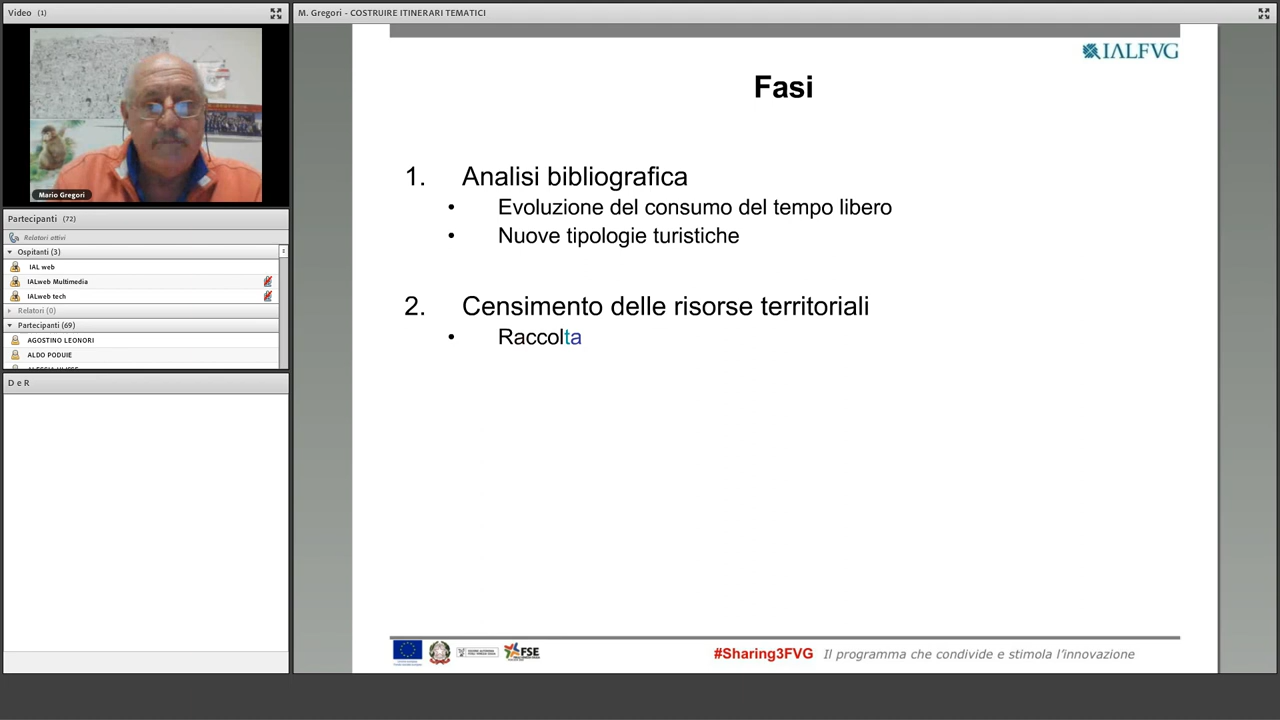 Video (1)
M. Gregori - COSTRUIRE ITINERARI TEMATICI
Mario Gregori
Partecipanti (72)
Relatori attivi
Ospitanti (3)
IAL web
IALweb Multimedia
IALweb tech
Relatori (0)
Partecipanti (69)
AGOSTINO LEONORI
ALDO PODUIE
D e R
IALFVG
Fasi
1. Analisi bibliografica
• Evoluzione del consumo del tempo libero
• Nuove tipologie turistiche
2. Censimento delle risorse territoriali
• Raccolta
FSE
#Sharing3FVG Il programma che condivide e stimola l’innovazione